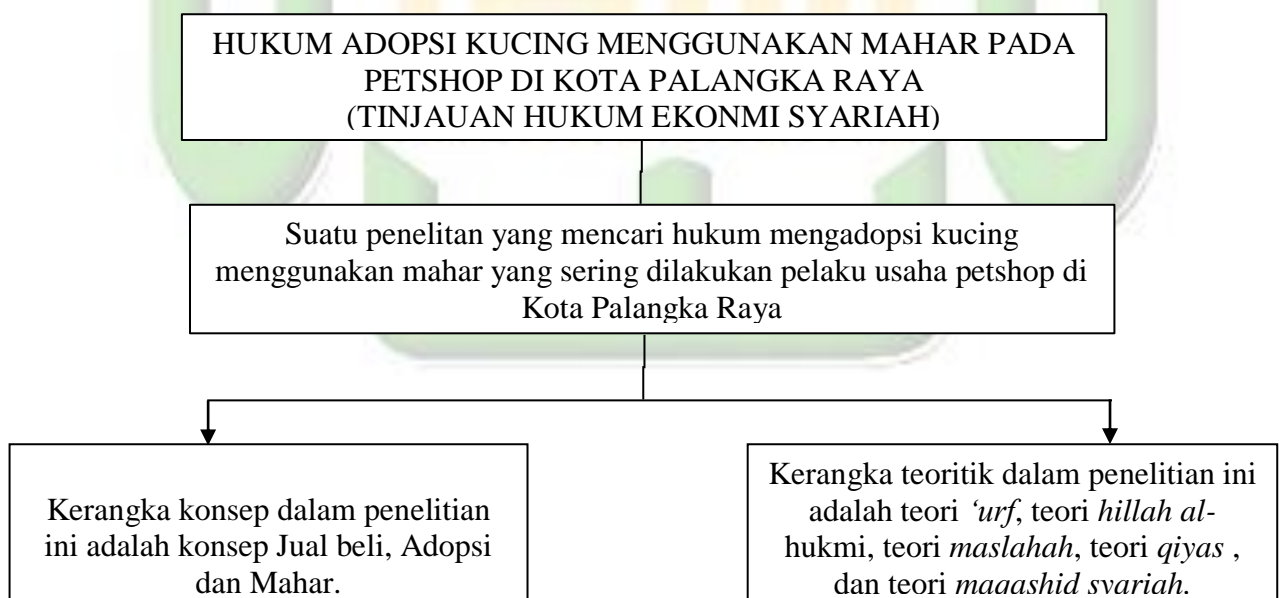 HUKUM ADOPSI KUCING MENGGUNAKAN MAHAR PADA
PETSHOP DI KOTA PALANGKA RAYA
(TINJAUAN HUKUM EKONMI SYARIAH)
Suatu penelitan yang mencari hukum mengadopsi kucing
menggunakan mahar yang sering dilakukan pelaku usaha petshop di
Kota Palangka Raya
Kerangka konsep dalam penelitian
ini adalah konsep Jual beli, Adopsi
dan Mahar.
Kerangka teoritik dalam penelitian ini
adalah teori ‘urf, teori hillah al-
hukmi, teori maslahah, teori qiyas ,
dan teori maqashid syariah.